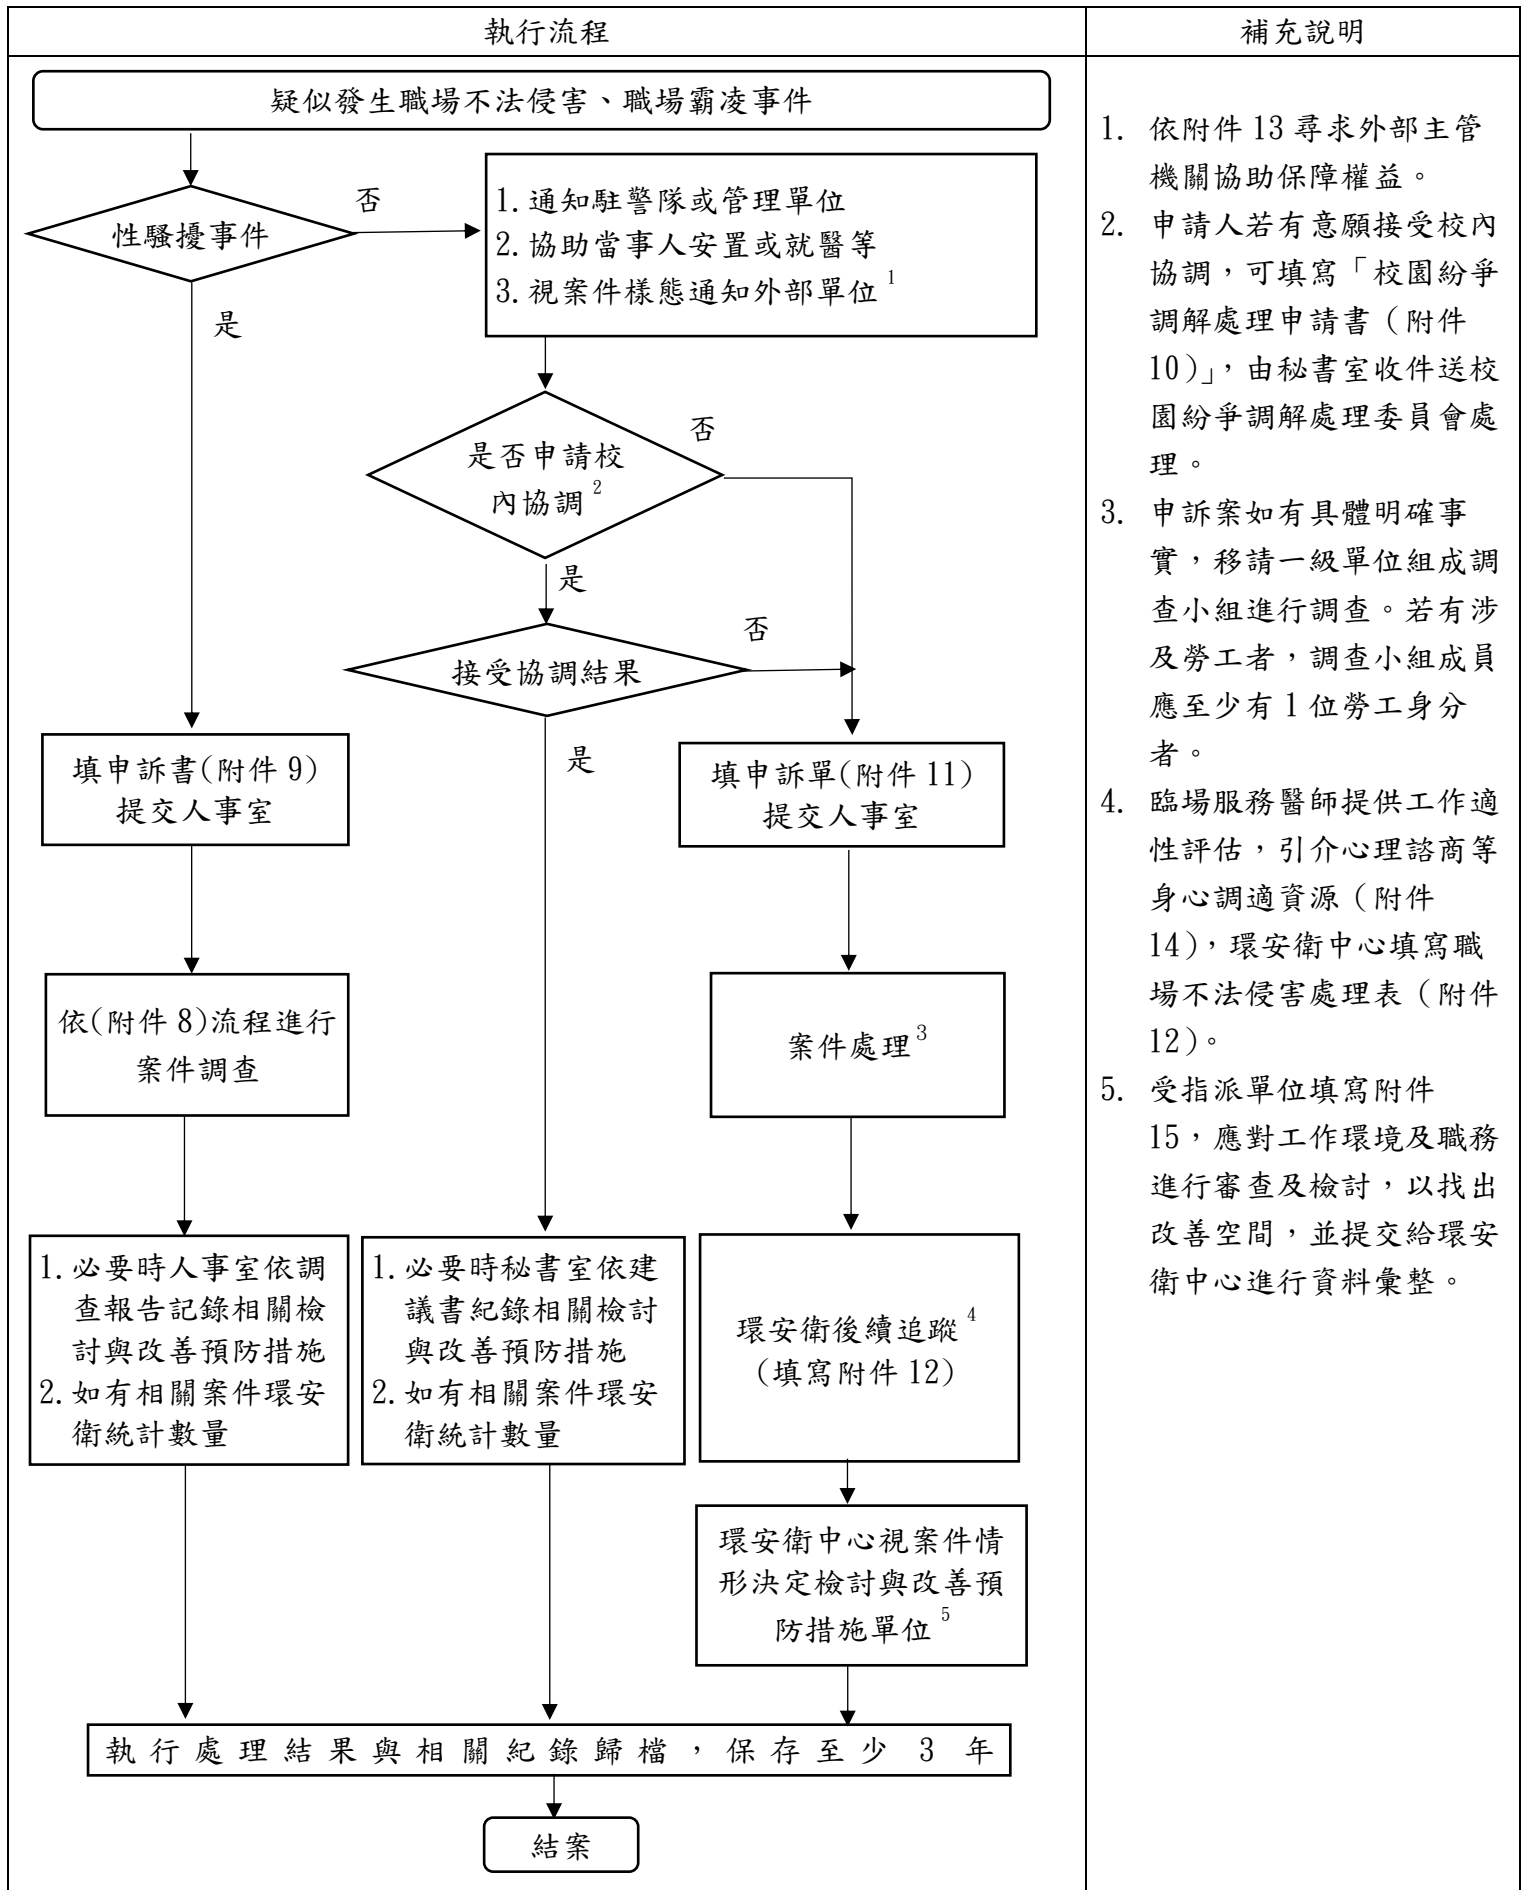 執行流程
補充說明
疑似發生職場不法侵害、職場霸凌事件
性騷擾事件
否
是
1.通知駐警隊或管理單位
2.協助當事人安置或就醫等
3.視案件樣態通知外部單位1
是否申請校
內協調2
否
是
接受協調結果
否
是
填申訴書(附件 9)
提交人事室
填申訴單(附件 11)
提交人事室
依(附件 8)流程進行
案件調查
案件處理3
1.必要時人事室依調
查報告記錄相關檢
討與改善預防措施
2.如有相關案件環安
衛統計數量
1.必要時秘書室依建
議書紀錄相關檢討
與改善預防措施
2.如有相關案件環安
衛統計數量
環安衛後續追蹤4
(填寫附件 12)
環安衛中心視案件情
形決定檢討與改善預
防措施單位5
執行處理結果與相關紀錄歸檔，保存至少 3 年
結案
1. 依附件 13 尋求外部主管
機關協助保障權益。
2. 申請人若有意願接受校內
協調，可填寫「校園紛爭
調解處理申請書（附件
10）」，由秘書室收件送校
園紛爭調解處理委員會處
理。
3. 申訴案如有具體明確事
實，移請一級單位組成調
查小組進行調查。若有涉
及勞工者，調查小組成員
應至少有 1 位勞工身分
者。
4. 臨場服務醫師提供工作適
性評估，引介心理諮商等
身心調適資源（附件
14），環安衛中心填寫職
場不法侵害處理表（附件
12）。
5. 受指派單位填寫附件
15，應對工作環境及職務
進行審查及檢討，以找出
改善空間，並提交給環安
衛中心進行資料彙整。